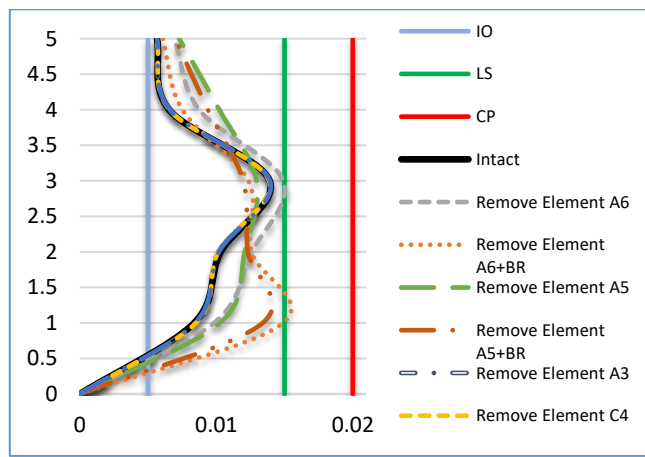 5
4.5
4
3.5
3
2.5
2
1.5
1
0.5
0
0
0.01
0.02
IO
LS
CP
Intact
Remove Element A6
Remove Element
A6+BR
Remove Element A5
Remove Element
A5+BR
Remove Element A3
Remove Element C4